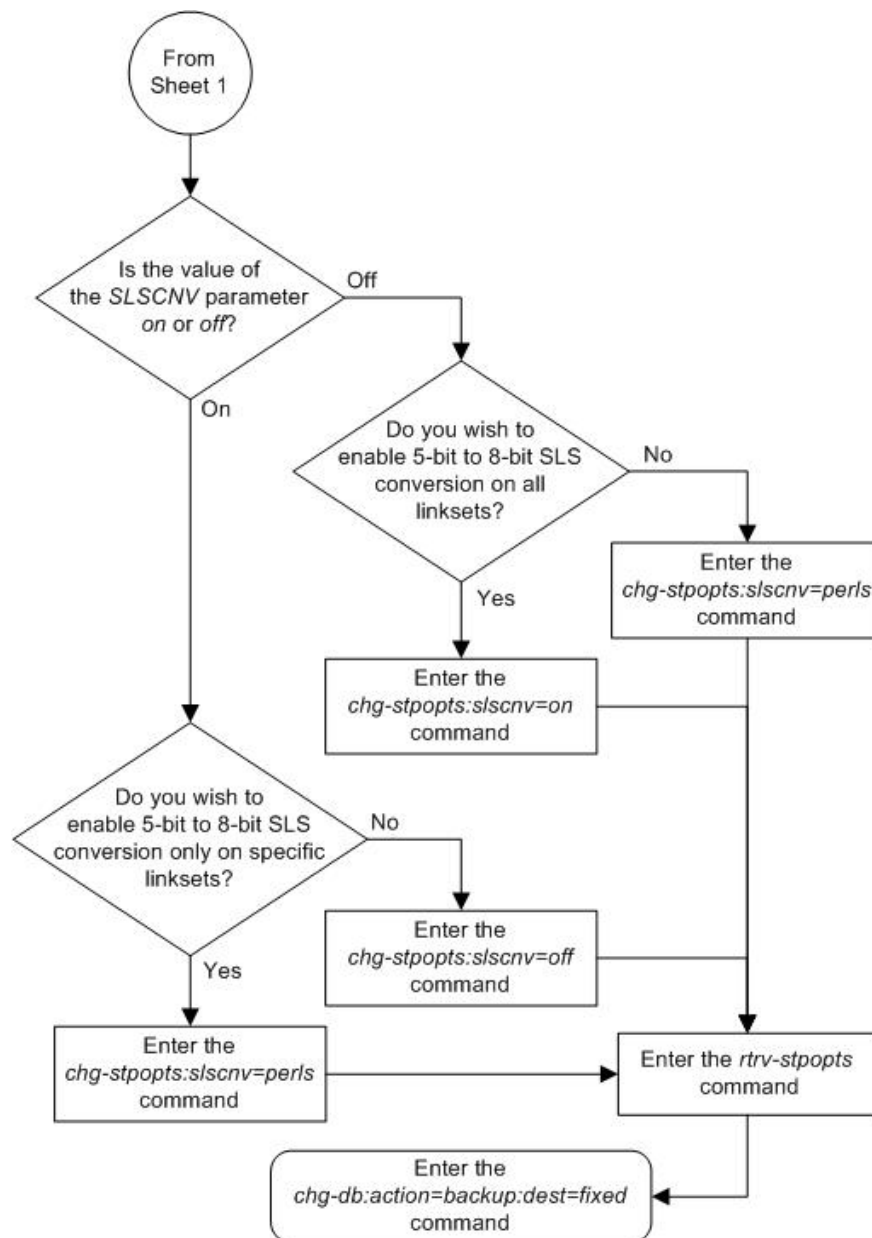 From
Sheet 1
Is the value of
the SLSCNV parameter
on or off?
Off
On
Do you wish to
enable 5-bit to 8-bit SLS
conversion on all
linksets?
No
Yes
Enter the
chg-stpopts:slscnv=perls
command
Enter the
chg-stpopts:slscnv=on
command
Do you wish to
enable 5-bit to 8-bit SLS
conversion only on specific
linksets?
No
Yes
Enter the
chg-stpopts:slscnv=off
command
Enter the
chg-stpopts:slscnv=perls
command
Enter the rtrv-stpopts
command
Enter the
chg-db:action=backup:dest=fixed
command